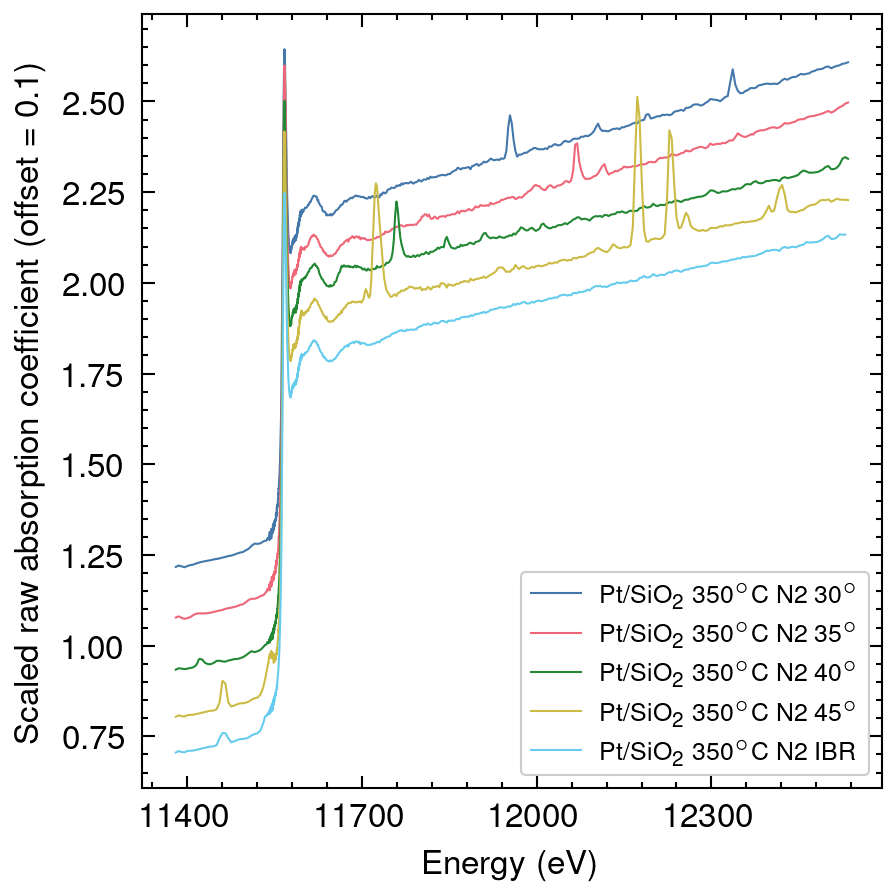 Scaled raw absorption coefficient (offset = 0.1)
2.50
2.25
2.00
1.75
1.50
1.25
1.00
0.75
Pt/SiO₂ 350°C N2 30°
Pt/SiO₂ 350°C N2 35°
Pt/SiO₂ 350°C N2 40°
Pt/SiO₂ 350°C N2 45°
Pt/SiO₂ 350°C N2 IBR
11400 11700 12000 12300
Energy (eV)